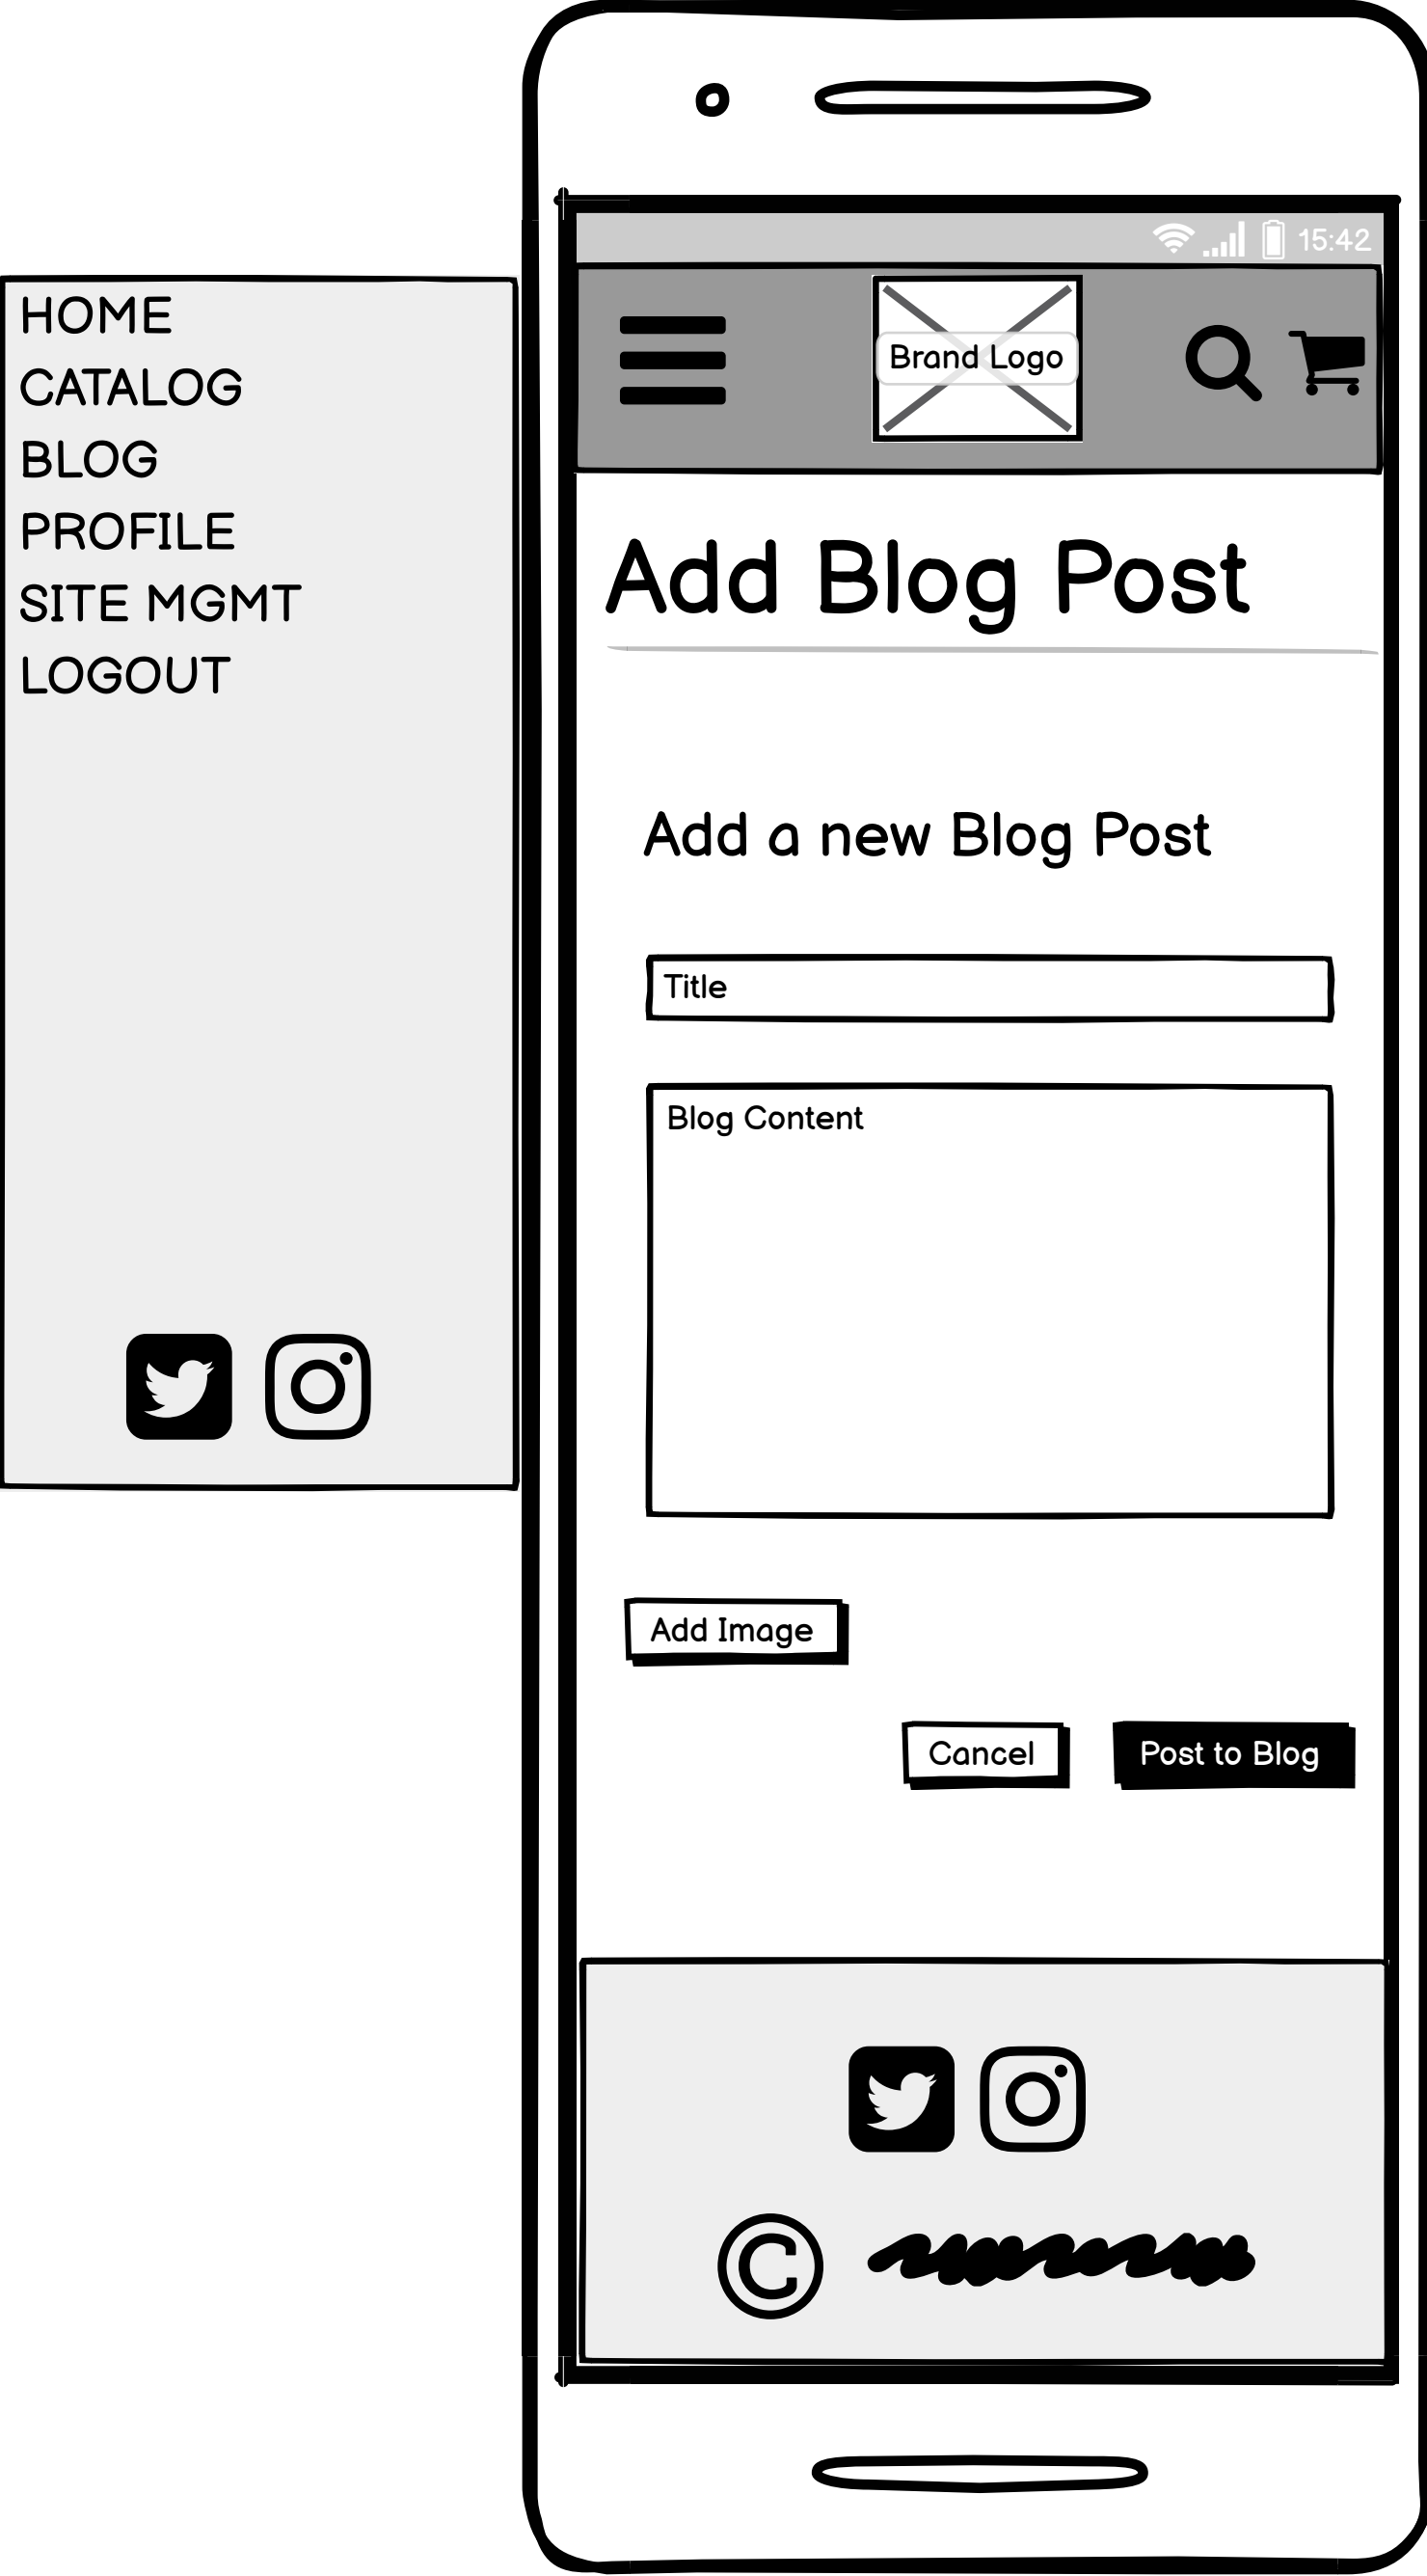 HOME
CATALOG
BLOG
PROFILE
SITE MGMT
LOGOUT
15:42
Brand Logo
Add Blog Post
Add a new Blog Post
Title
Blog Content
Add Image
Cancel
Post to Blog
©